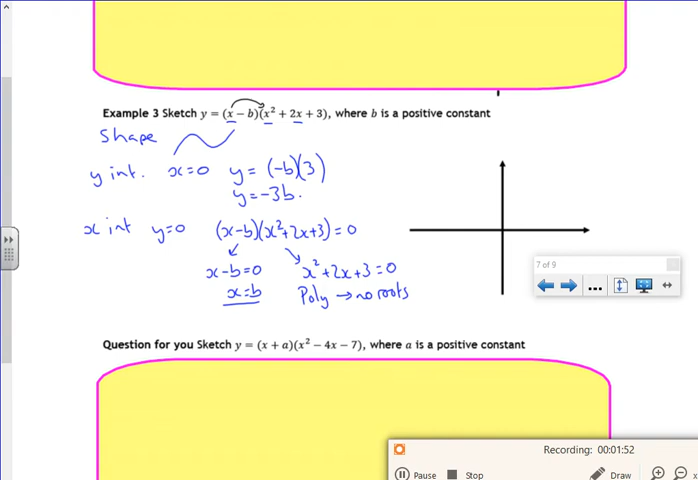 Example 3 Sketch y = (x − b)(x² + 2x + 3), where b is a positive constant
Shape
y int. x=0 y = (-b)(3)
y = -3b.
x int y=0 (x-b)(x²+2x+3) = 0
x-b=0 x²+2x+3=0
x=b Poly → no roots
7 of 9
...
Question for you Sketch y = (x + a)(x² − 4x − 7), where a is a positive constant
Recording: 00:01:52
Pause Stop Draw x